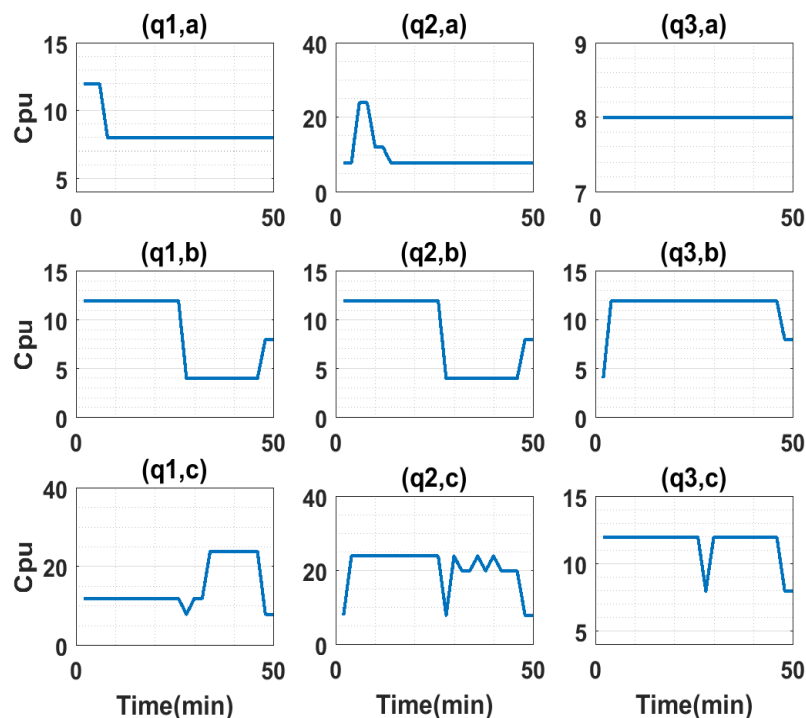 (q1,a) (q2,a) (q3,a)
15 40 9
Cpu
10 20 8
5 0 7
0 50 0 50 0 50
(q1,b) (q2,b) (q3,b)
15 15 15
Cpu
10 10 10
5 5 5
0 0 0
0 50 0 50 0 50
(q1,c) (q2,c) (q3,c)
40 40 15
Cpu
20 20 10
0 0 5
0 50 0 50 0 50
Time(min) Time(min) Time(min)